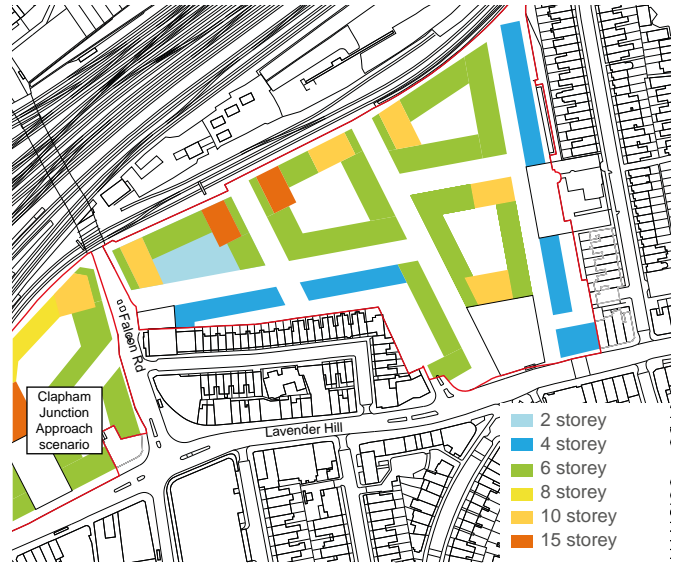 Falcon Rd
Clapham
Junction
Approach
scenario
Lavender Hill
2 storey
4 storey
6 storey
8 storey
10 storey
15 storey